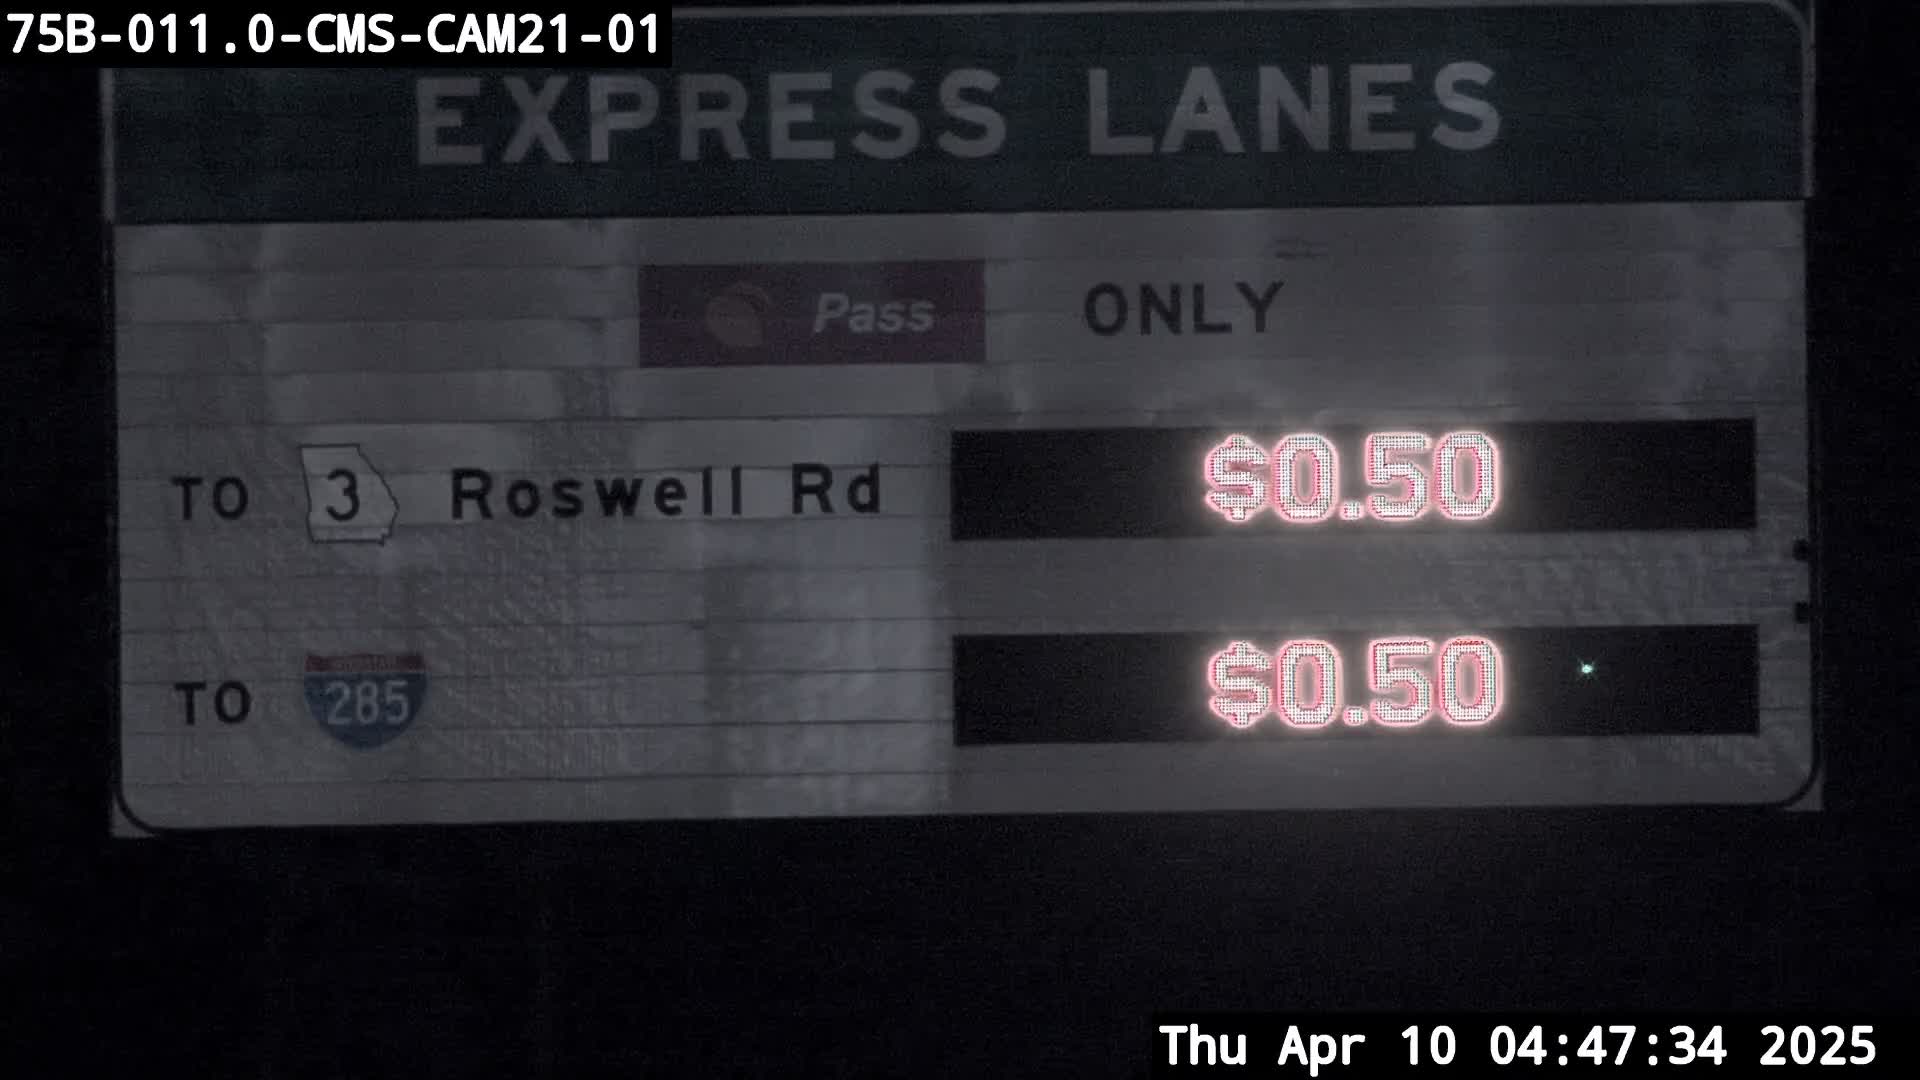 75B-011.0-CMS-CAM21-01
EXPRESS LANES
Pass ONLY
TO 3 Roswell Rd $0.50
TO 285 $0.50
Thu Apr 10 04:47:34 2025